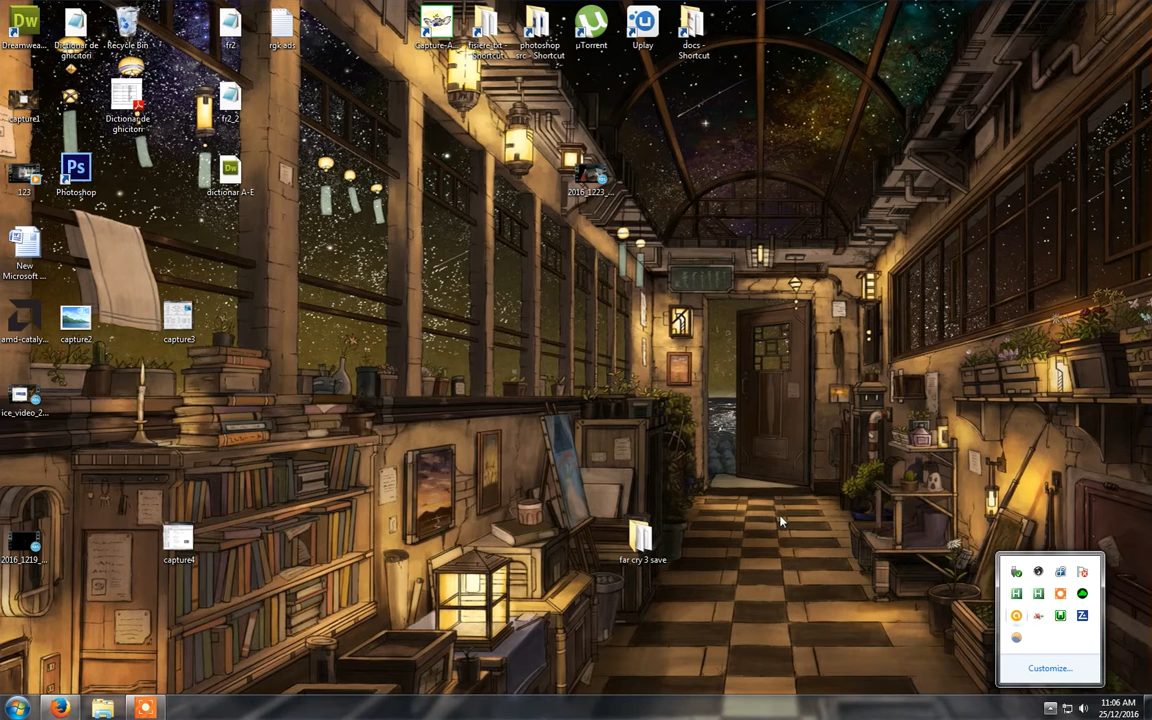 Dw
Dreamwea...
Dictionar de
ghicitori
Recycle Bin
fr2
rgk ads
Capture-A...
fisiere txt -
Shortcut
photoshop
src - Shortcut
µTorrent
Uplay
docs -
Shortcut
capture1
Dictionar de
ghicitori
fr2_2
123
Ps
Photoshop
Dw
dictionar A-E
2016_1223_...
New
Microsoft ...
amd-cataly...
capture2
capture3
ice_video_2...
2016_1219_...
capture4
far cry 3 save
Customize...
11:06 AM
25/12/2016